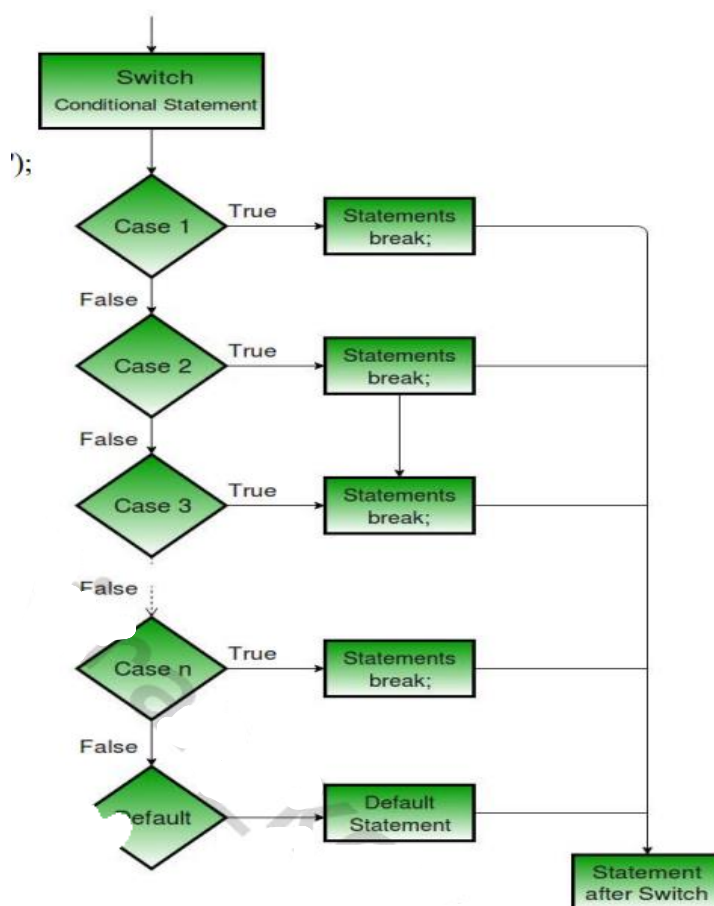 Switch
Conditional Statement
');
Case 1
True
Statements
break;
False
Case 2
True
Statements
break;
False
Case 3
True
Statements
break;
False
Case n
True
Statements
break;
False
Default
Default
Statement
Statement
after Switch